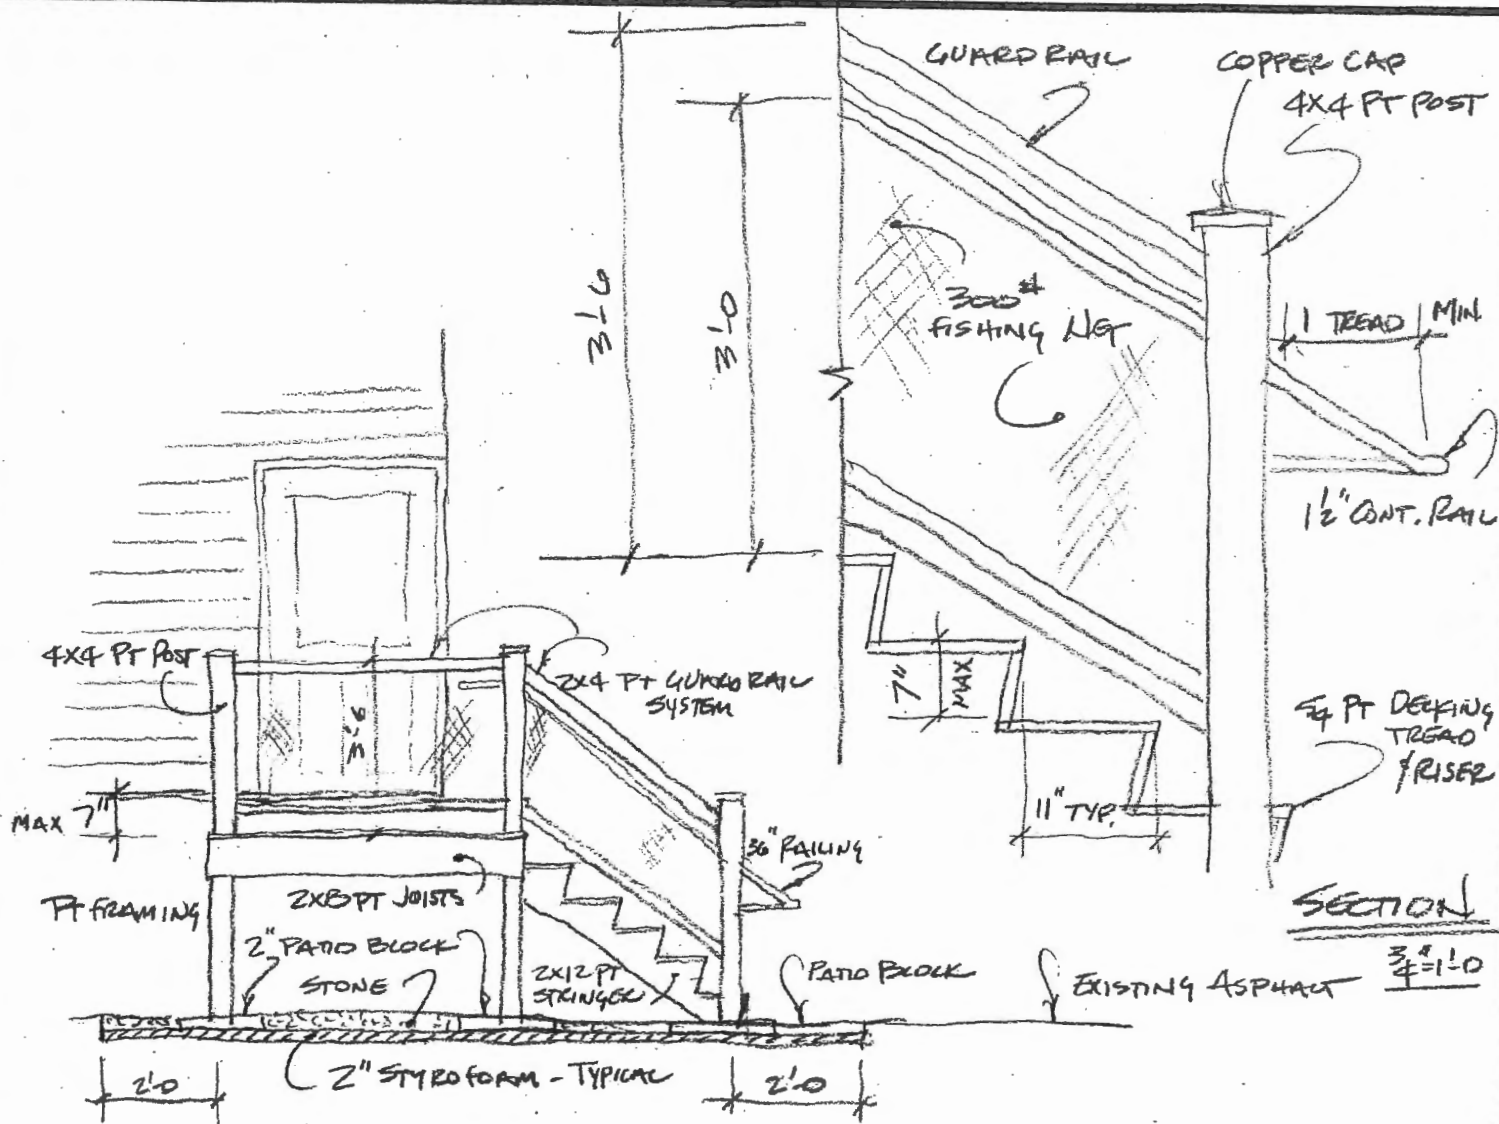 GUARD RAIL
COPPER CAP
4X4 PT POST
3'-6
3'-0
300#
FISHING NET
1 TREAD MIN.
1½" CONT. RAIL
4X4 PT POST
2X4 PT GUARD RAIL
SYSTEM
3'-6
7"
MAX
5/4 PT DECKING
TREAD
& RISER
MAX 7"
11" TYP.
36" RAILING
PT FRAMING
2X8 PT JOISTS
SECTION
¾"=1'-0
2" PATIO BLOCK
STONE
2X12 PT
STRINGER
PATIO BLOCK
EXISTING ASPHALT
2'-0
2" STYROFOAM - TYPICAL
2'-0